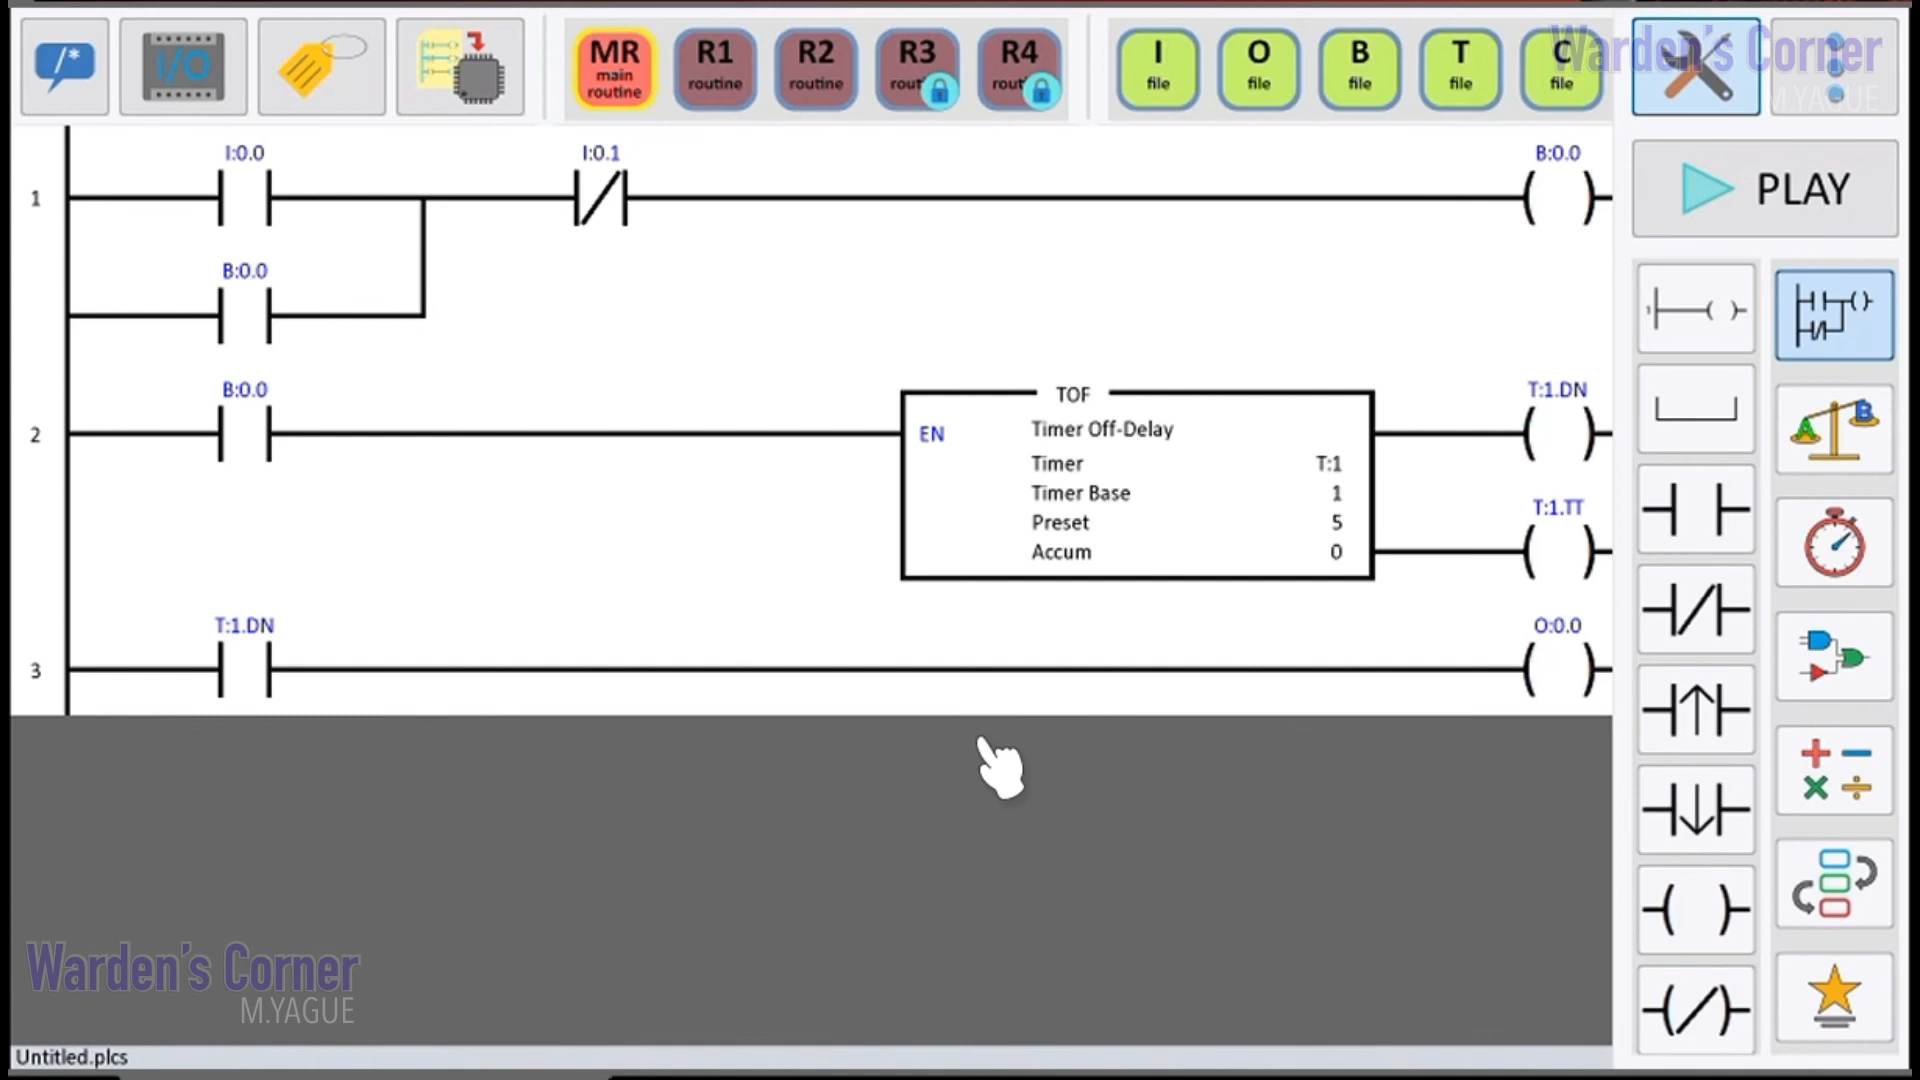 /*
I/O
MR
main
routine
R1
routine
R2
routine
R3
routi
R4
routi
I
file
O
file
B
file
T
file
C
file
Warden's Corner
M.YAGUE
PLAY
I:0.0
I:0.1
B:0.0
1
B:0.0
B:0.0
2
TOF
EN
Timer Off-Delay
Timer T:1
Timer Base 1
Preset 5
Accum 0
T:1.DN
T:1.TT
T:1.DN
O:0.0
3
1
A
B
Warden's Corner
M.YAGUE
Untitled.plcs